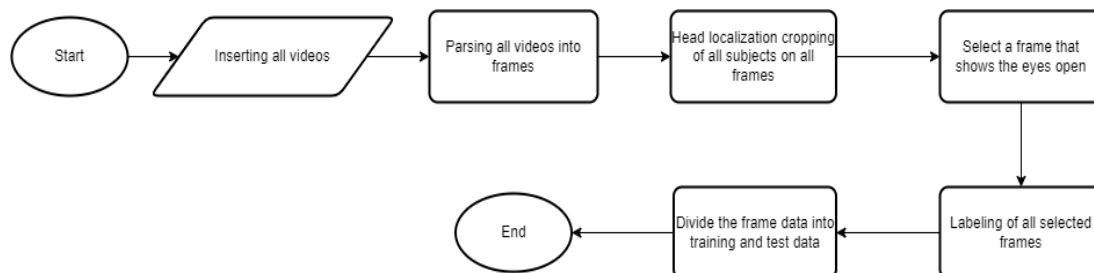 Start
Inserting all videos
Parsing all videos into
frames
Head localization cropping
of all subjects on all
frames
Select a frame that
shows the eyes open
Labeling of all selected
frames
Divide the frame data into
training and test data
End